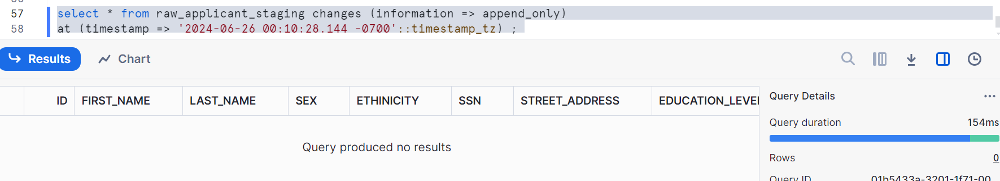 57 select * from raw_applicant_staging changes (information => append_only)
58 at (timestamp => '2024-06-26 00:10:28.144 -0700'::timestamp_tz) ;
Results Chart
ID FIRST_NAME LAST_NAME SEX ETHINICITY SSN STREET_ADDRESS EDUCATION_LEVE
Query produced no results
Query Details ...
Query duration 154ms
Rows 0
Query ID 01b5433a-3201-1f71-00